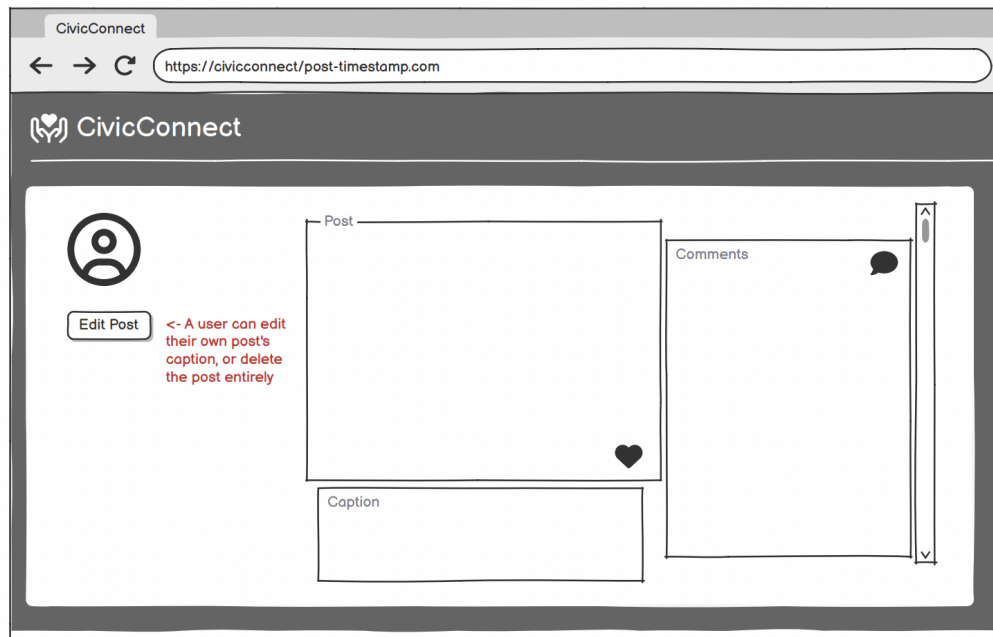 CivicConnect
https://civicconnect/post-timestamp.com
CivicConnect
Edit Post
<- A user can edit
their own post's
caption, or delete
the post entirely
Post
Caption
Comments